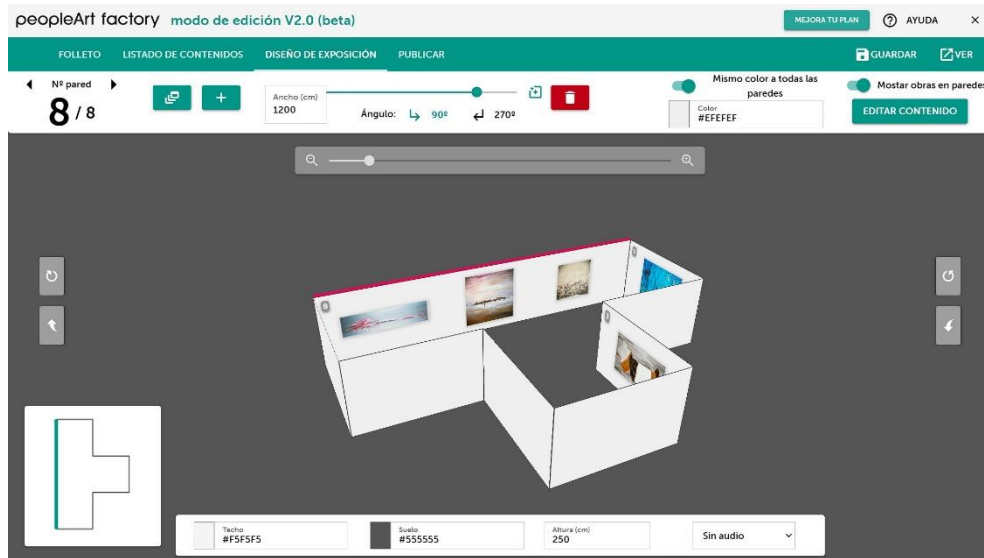 peopleArt factory modo de edición V2.0 (beta) MEJORA TU PLAN AYUDA
FOLLETO LISTADO DE CONTENIDOS DISEÑO DE EXPOSICIÓN PUBLICAR GUARDAR VER
Nº pared
8 / 8
Ancho (cm)
1200
Ángulo: 90º 270º
Mismo color a todas las
paredes
Color
#EFEFEF
Mostar obras en paredes
EDITAR CONTENIDO
Tacho
#F5F5F5
Suelo
#555555
Altura (cm)
250
Sin audio